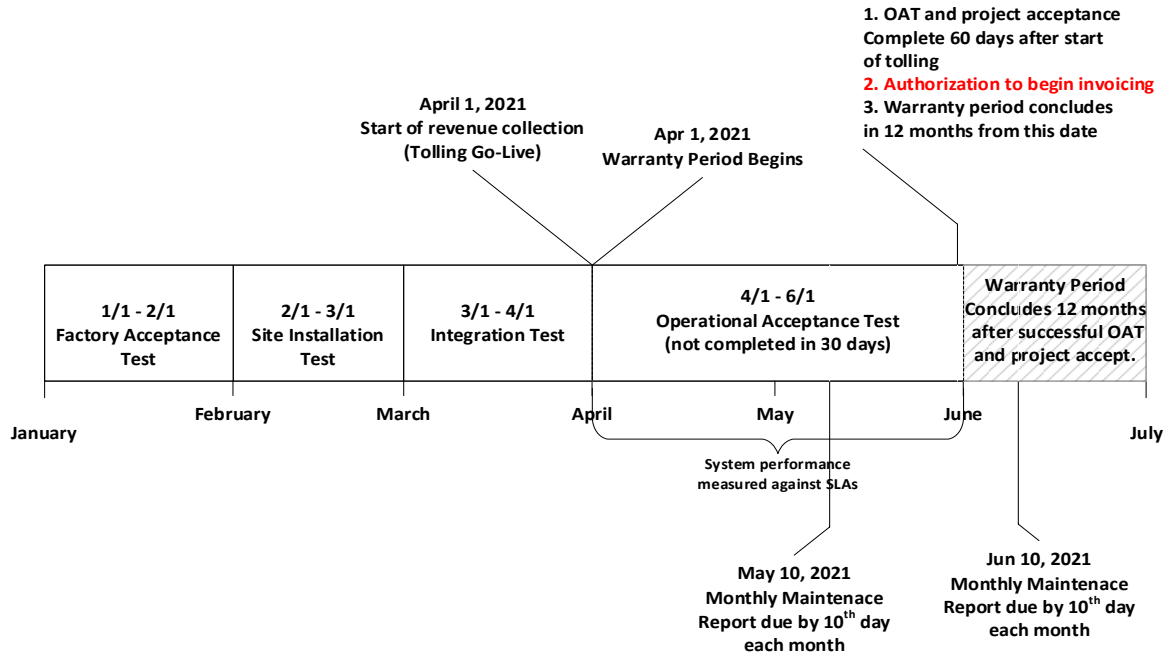 1. OAT and project acceptance
Complete 60 days after start
of tolling
2. Authorization to begin invoicing
3. Warranty period concludes
in 12 months from this date
April 1, 2021
Start of revenue collection
(Tolling Go-Live)
Apr 1, 2021
Warranty Period Begins
1/1 - 2/1
Factory Acceptance
Test
2/1 - 3/1
Site Installation
Test
3/1 - 4/1
Integration Test
4/1 - 6/1
Operational Acceptance Test
(not completed in 30 days)
Warranty Period
Concludes 12 months
after successful OAT
and project accept.
January
February
March
April
May
June
July
System performance
measured against SLAs
May 10, 2021
Monthly Maintenace
Report due by 10th day
each month
Jun 10, 2021
Monthly Maintenace
Report due by 10th day
each month